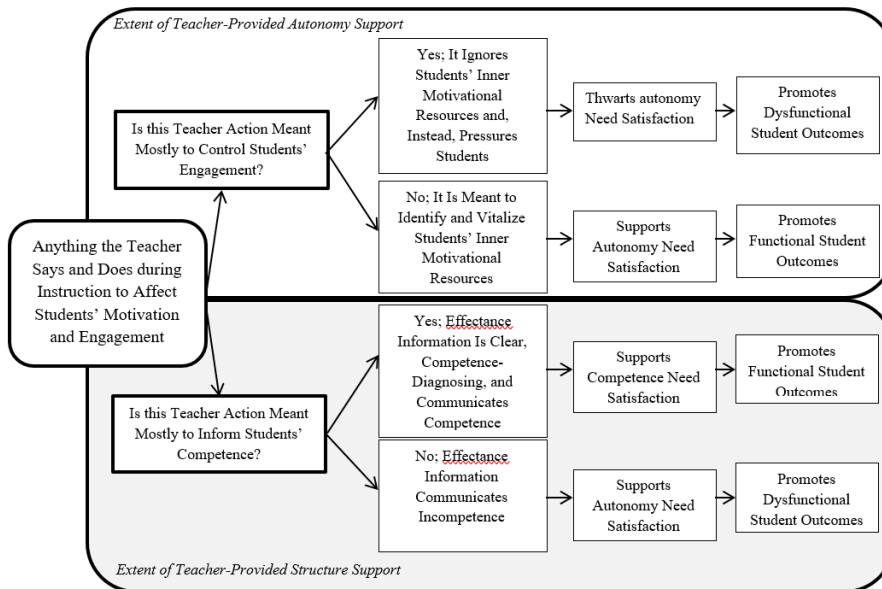 Extent of Teacher-Provided Autonomy Support
Yes; It Ignores
Students' Inner
Motivational
Resources and,
Instead, Pressures
Students
Thwarts autonomy
Need Satisfaction
Promotes
Dysfunctional
Student Outcomes
Is this Teacher Action Meant
Mostly to Control Students'
Engagement?
No; It Is Meant to
Identify and Vitalize
Students' Inner
Motivational
Resources
Supports
Autonomy Need
Satisfaction
Promotes
Functional Student
Outcomes
Anything the Teacher
Says and Does during
Instruction to Affect
Students' Motivation
and Engagement
Yes; Effectance
Information Is Clear,
Competence-
Diagnosing, and
Communicates
Competence
Supports
Competence Need
Satisfaction
Promotes
Functional Student
Outcomes
Is this Teacher Action Meant
Mostly to Inform Students'
Competence?
No; Effectance
Information
Communicates
Incompetence
Supports
Autonomy Need
Satisfaction
Promotes
Dysfunctional
Student Outcomes
Extent of Teacher-Provided Structure Support